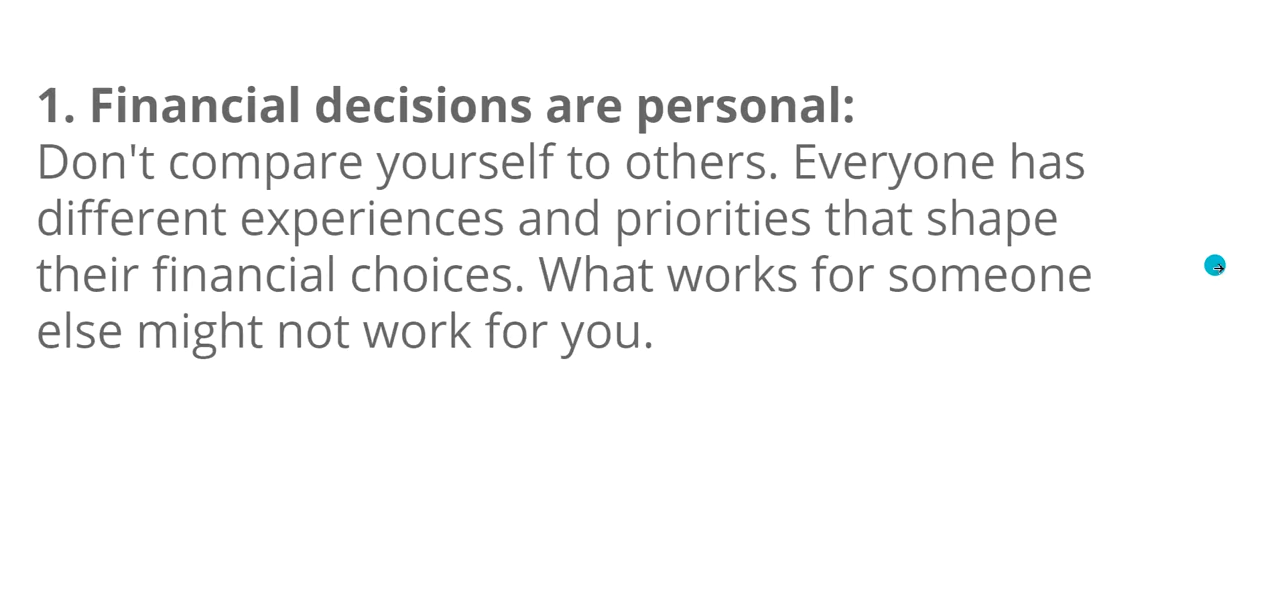 1. Financial decisions are personal:
Don't compare yourself to others. Everyone has
different experiences and priorities that shape
their financial choices. What works for someone
else might not work for you.